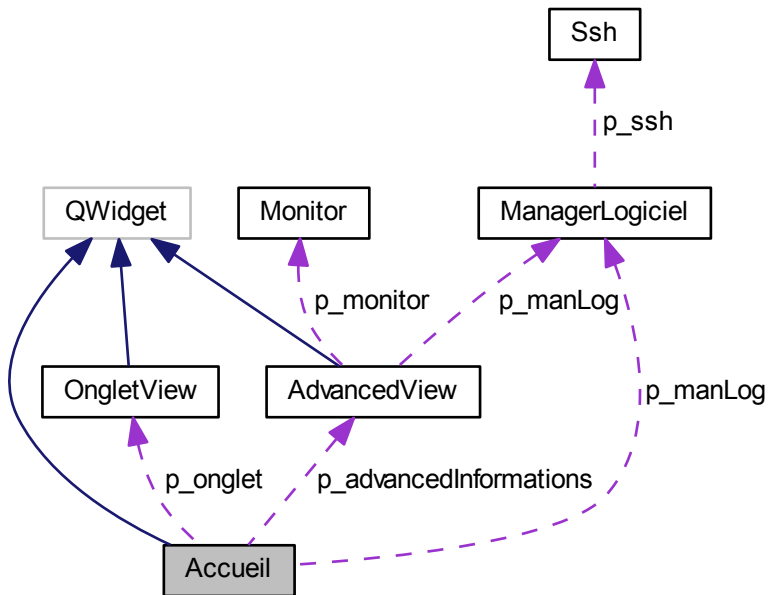 Ssh
p_ssh
QWidget
Monitor
ManagerLogiciel
p_monitor
p_manLog
OngletView
AdvancedView
p_manLog
p_onglet
p_advancedInformations
Accueil